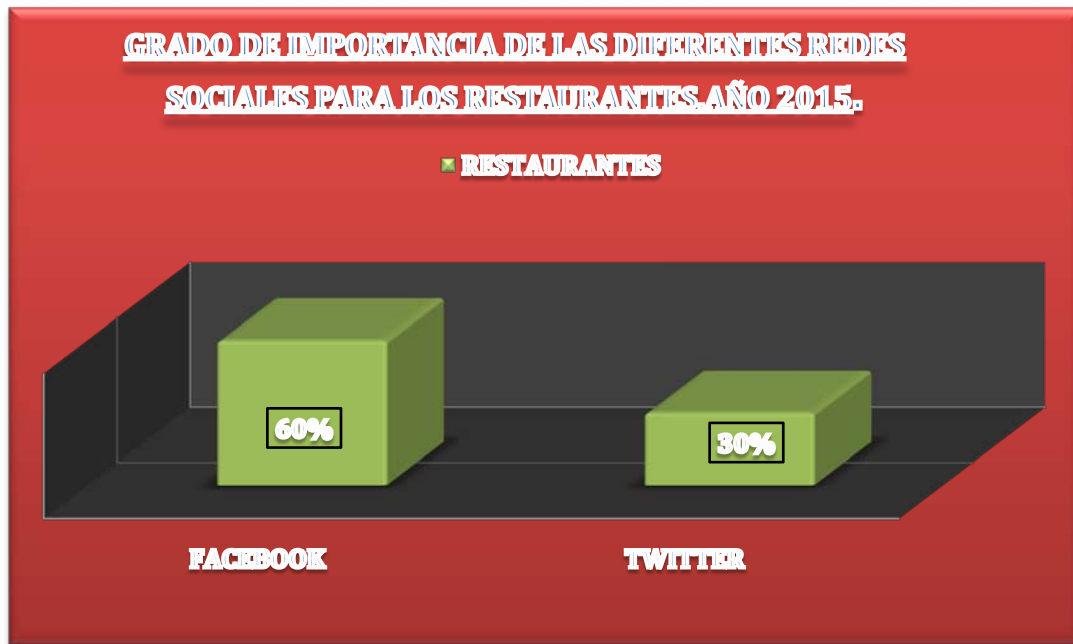 GRADO DE IMPORTANCIA DE LAS DIFERENTES REDES
SOCIALES PARA LOS RESTAURANTES.AÑO 2015.
RESTAURANTES
60%
30%
FACEBOOK
TWITTER